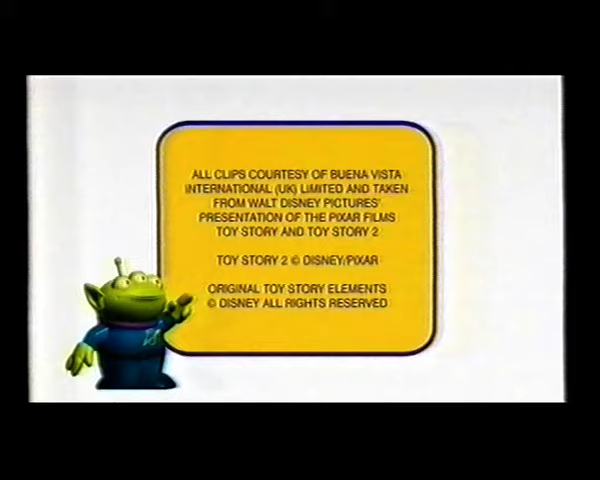 ALL CLIPS COURTESY OF BUENA VISTA
INTERNATIONAL (UK) LIMITED AND TAKEN
FROM WALT DISNEY PICTURES'
PRESENTATION OF THE PIXAR FILMS
TOY STORY AND TOY STORY 2
TOY STORY 2 © DISNEY/PIXAR
ORIGINAL TOY STORY ELEMENTS
© DISNEY ALL RIGHTS RESERVED